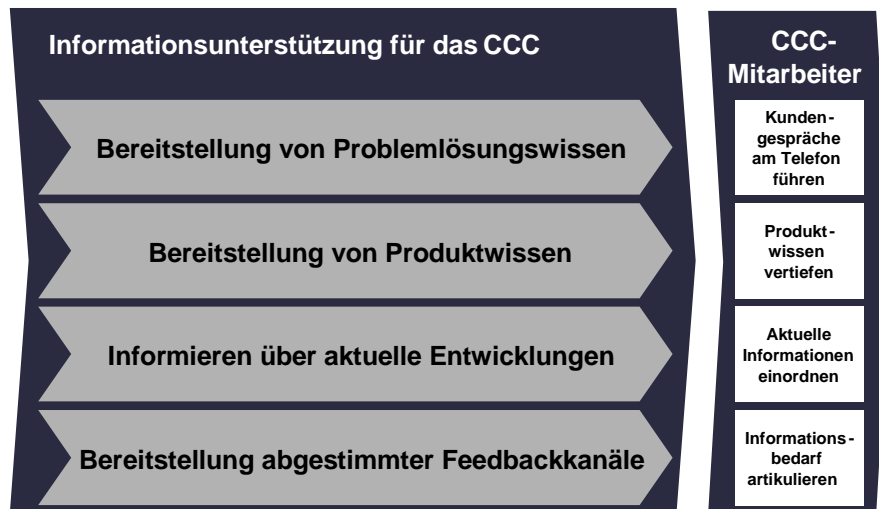 Informationsunterstützung für das CCC
Bereitstellung von Problemlösungswissen
Bereitstellung von Produktwissen
Informieren über aktuelle Entwicklungen
Bereitstellung abgestimmter Feedbackkanäle
CCC-
Mitarbeiter
Kunden-
gespräche
am Telefon
führen
Produkt-
wissen
vertiefen
Aktuelle
Informationen
einordnen
Informations-
bedarf
artikulieren